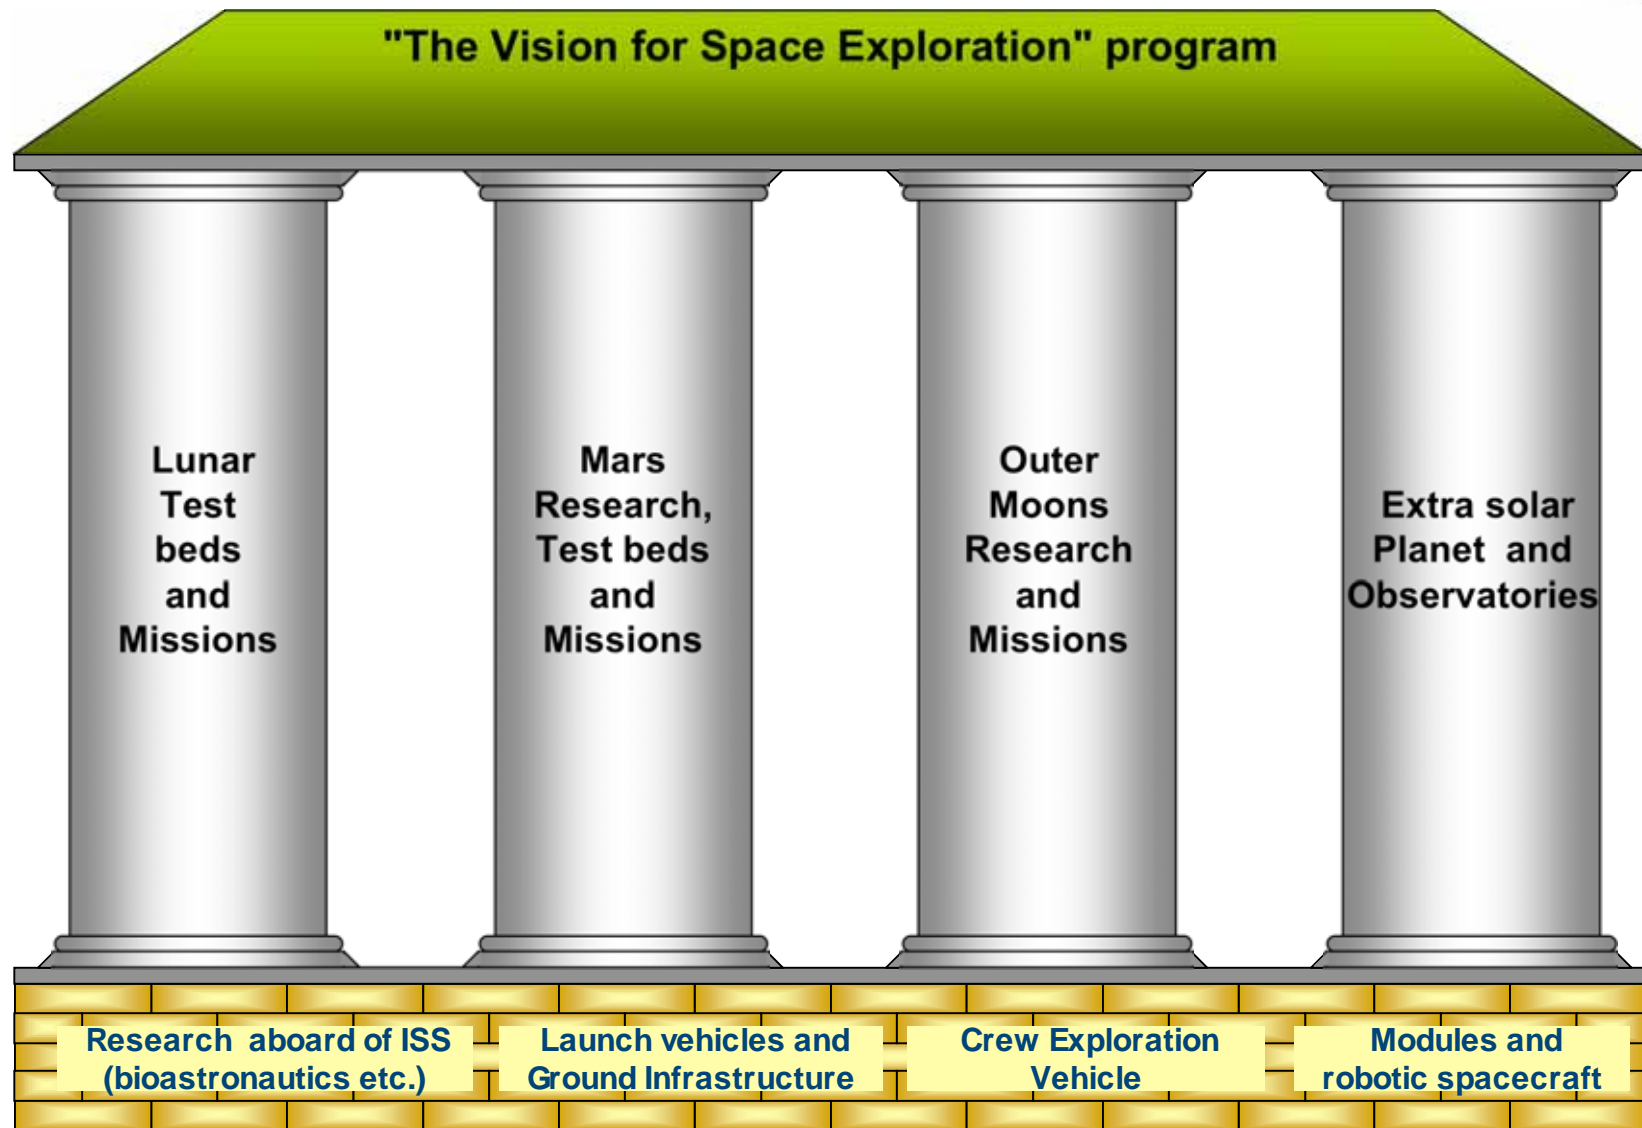 "The Vision for Space Exploration" program
Lunar
Test
beds
and
Missions
Mars
Research,
Test beds
and
Missions
Outer
Moons
Research
and
Missions
Extra solar
Planet and
Observatories
Research aboard of ISS
(bioastronautics etc.)
Launch vehicles and
Ground Infrastructure
Crew Exploration
Vehicle
Modules and
robotic spacecraft